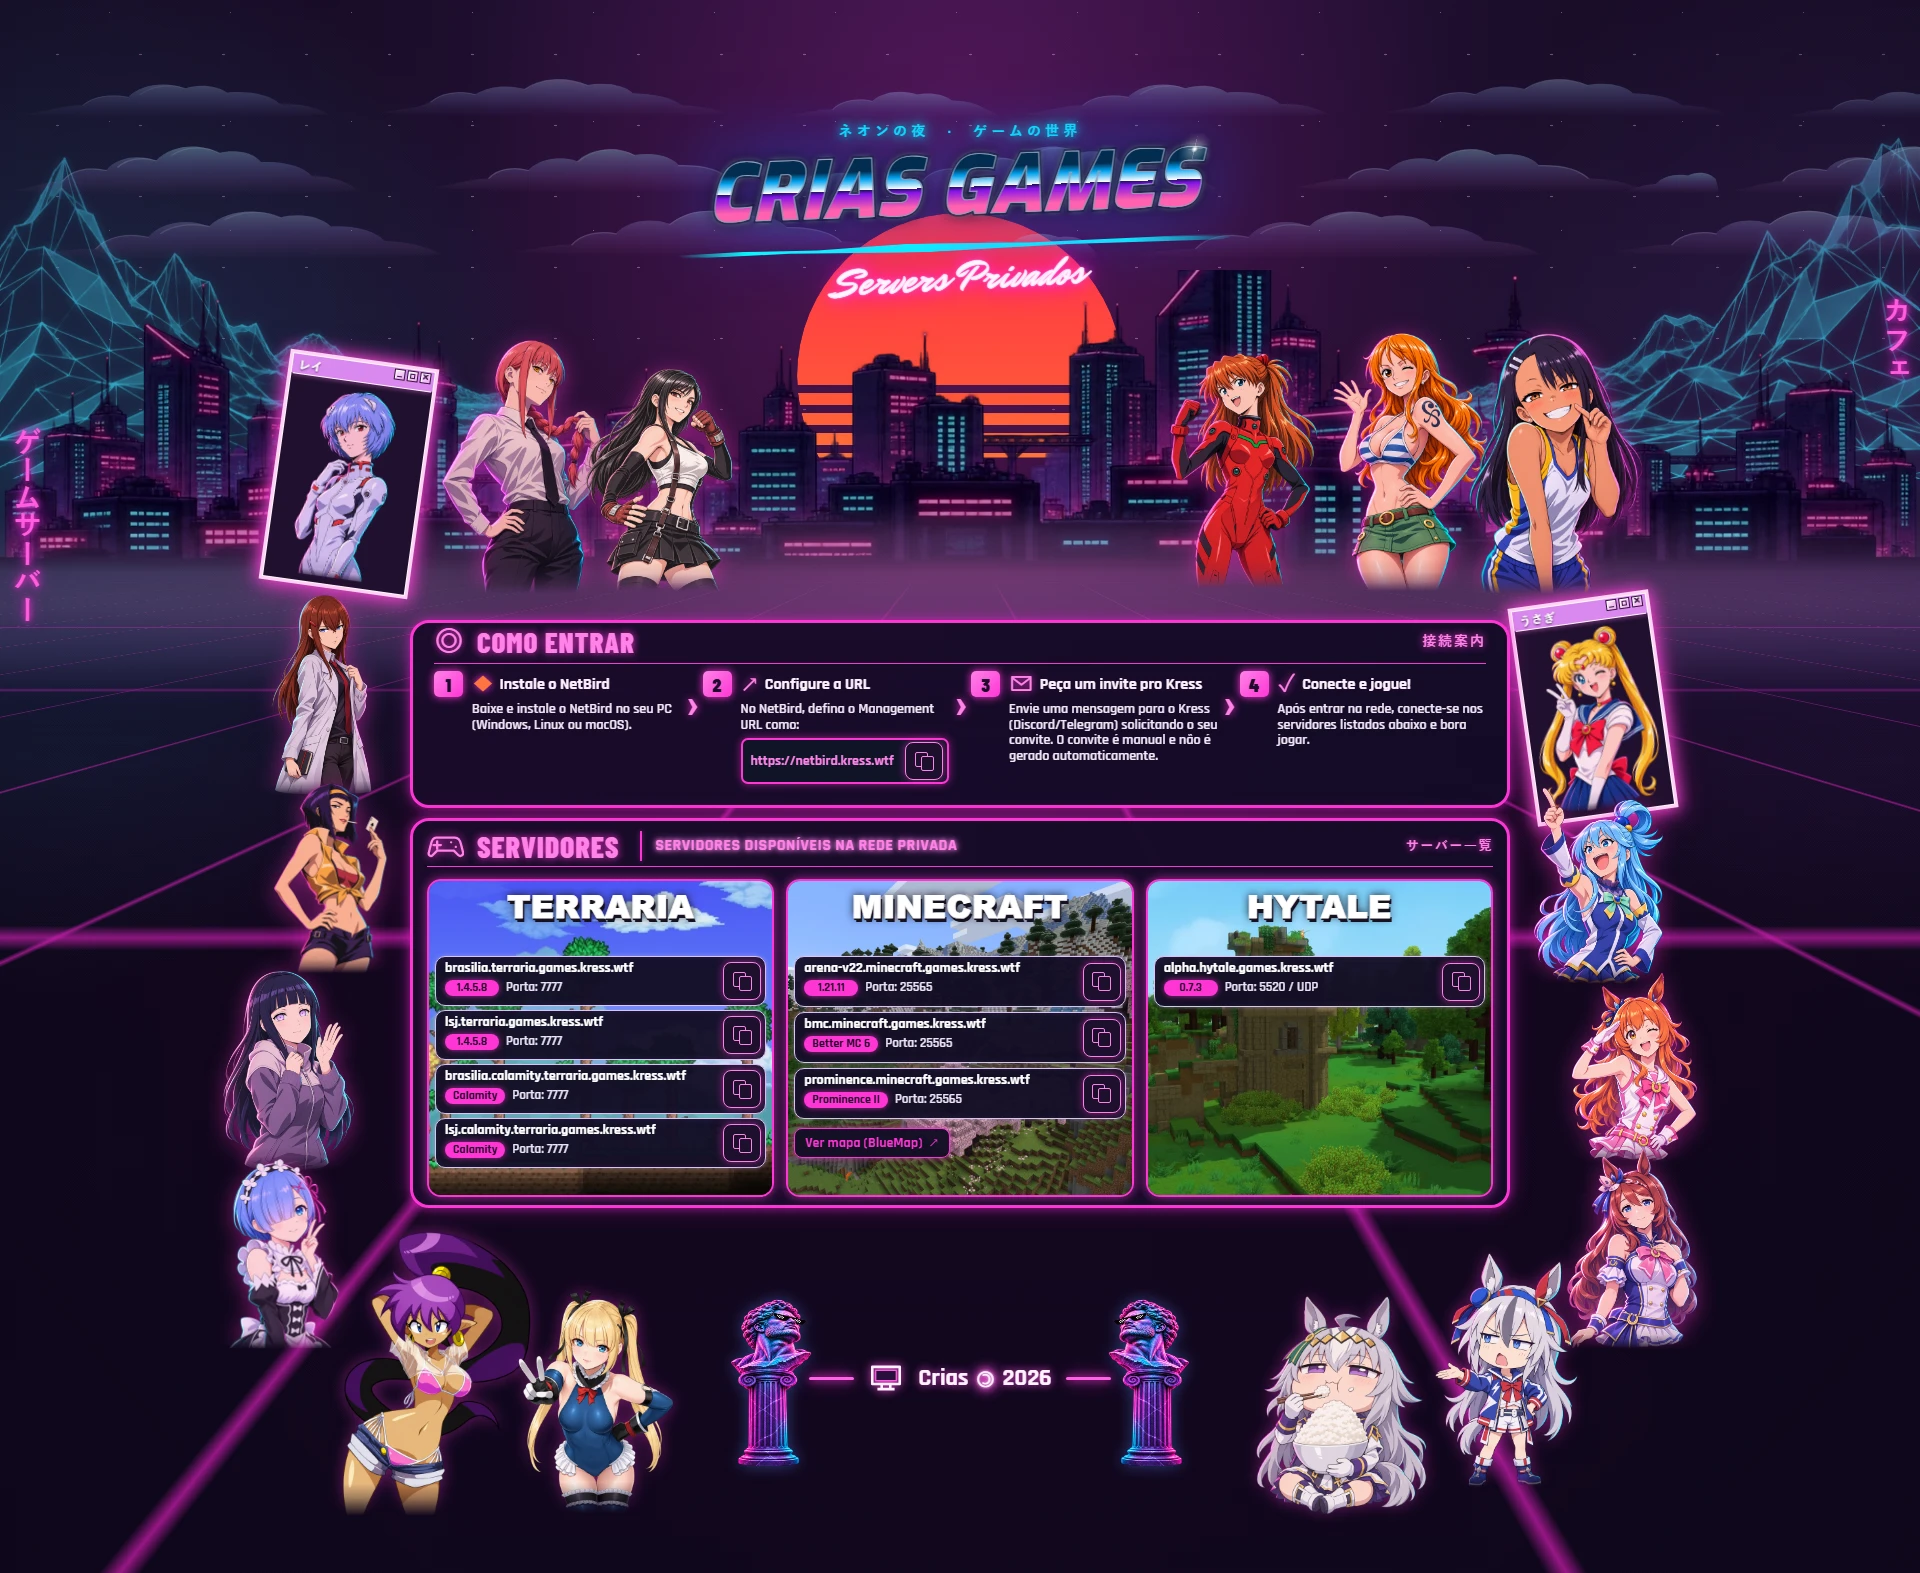 ネオンの夜 · ゲームの世界
CRIAS GAMES
Servers Privados
カフェ
レイ
ゲームサーバー
うさぎ
COMO ENTRAR
接続案内
1
Instale o NetBird
Baixe e instale o NetBird no seu PC
(Windows, Linux ou macOS).
2
Configure a URL
No NetBird, defina o Management
URL como:
https://netbird.kress.wtf
3
Peça um invite pro Kress
Envie uma mensagem para o Kress
(Discord/Telegram) solicitando o seu
convite. O convite é manual e não é
gerado automaticamente.
4
Conecte e jogue!
Após entrar na rede, conecte-se nos
servidores listados abaixo e bora
jogar.
SERVIDORES
SERVIDORES DISPONÍVEIS NA REDE PRIVADA
サーバー一覧
TERRARIA
brasilia.terraria.games.kress.wtf
1.4.5.8 Porta: 7777
lsj.terraria.games.kress.wtf
1.4.5.8 Porta: 7777
brasilia.calamity.terraria.games.kress.wtf
Calamity Porta: 7777
lsj.calamity.terraria.games.kress.wtf
Calamity Porta: 7777
MINECRAFT
arena-v22.minecraft.games.kress.wtf
1.21.11 Porta: 25565
bmc.minecraft.games.kress.wtf
Better MC 6 Porta: 25565
prominence.minecraft.games.kress.wtf
Prominence II Porta: 25565
Ver mapa (BlueMap) ↗
HYTALE
alpha.hytale.games.kress.wtf
0.7.3 Porta: 5520 / UDP
Crias 2026